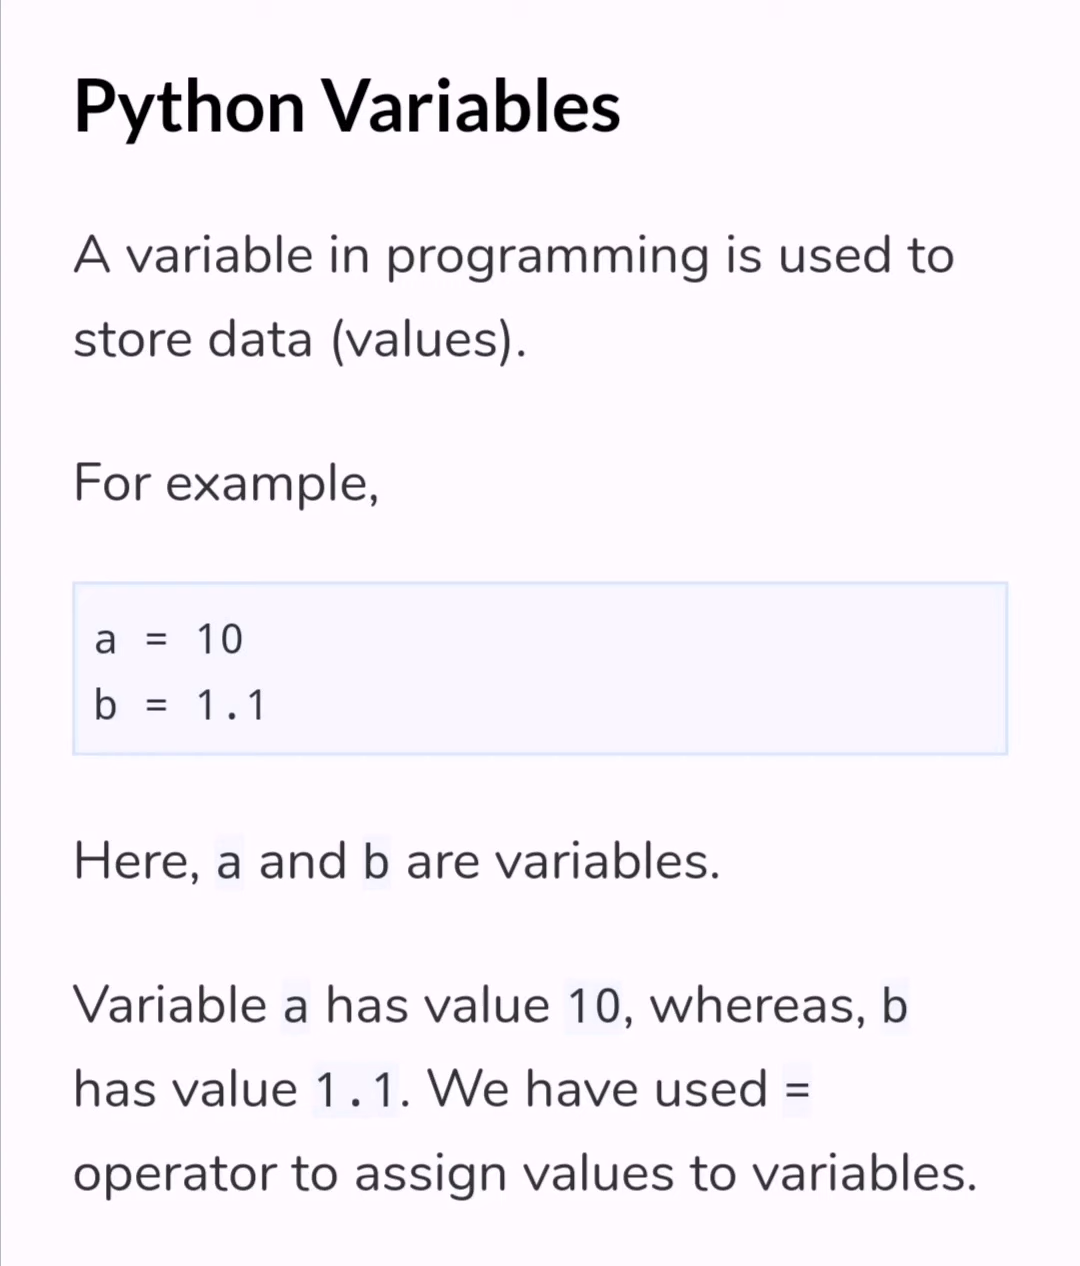 Python Variables
A variable in programming is used to
store data (values).
For example,
a = 10
b = 1.1
Here, a and b are variables.
Variable a has value 10, whereas, b
has value 1.1. We have used =
operator to assign values to variables.